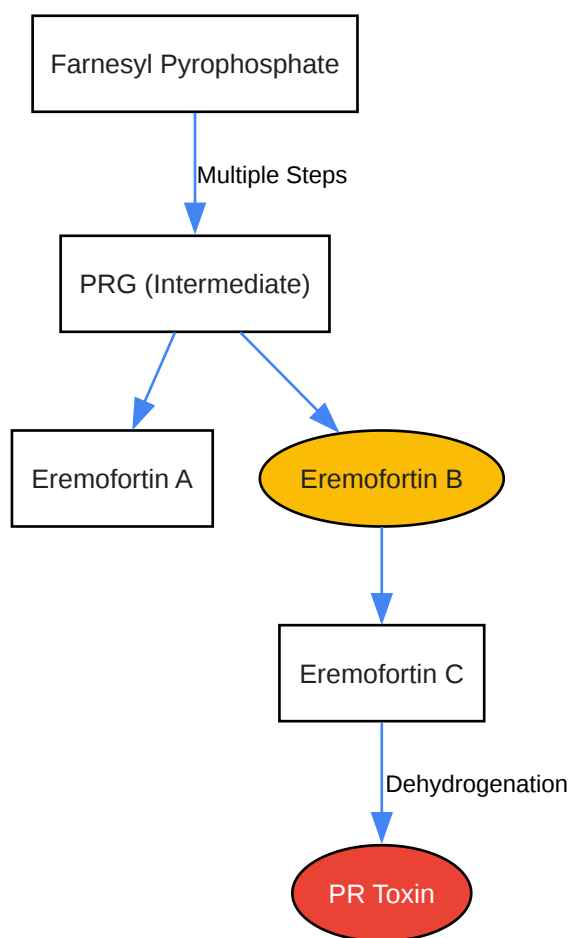 Farnesyl Pyrophosphate
Multiple Steps
PRG (Intermediate)
Eremofortin A
Eremofortin B
Eremofortin C
Dehydrogenation
PR Toxin